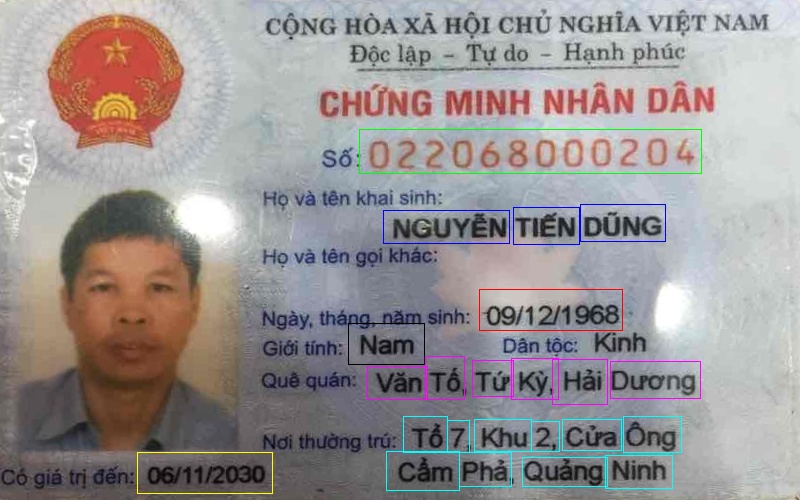 CỘNG HÒA XÃ HỘI CHỦ NGHĨA VIỆT NAM
Độc lập - Tự do - Hạnh phúc
CHỨNG MINH NHÂN DÂN
Số: 022068000204
Họ và tên khai sinh:
NGUYỄN TIẾN DŨNG
Họ và tên gọi khác:
Ngày, tháng, năm sinh: 09/12/1968
Giới tính: Nam Dân tộc: Kinh
Quê quán: Văn Tố, Tứ Kỳ, Hải Dương
Nơi thường trú: Tổ 7, Khu 2, Cửa Ông
Cẩm Phả, Quảng Ninh
Có giá trị đến: 06/11/2030
VIỆT NAM